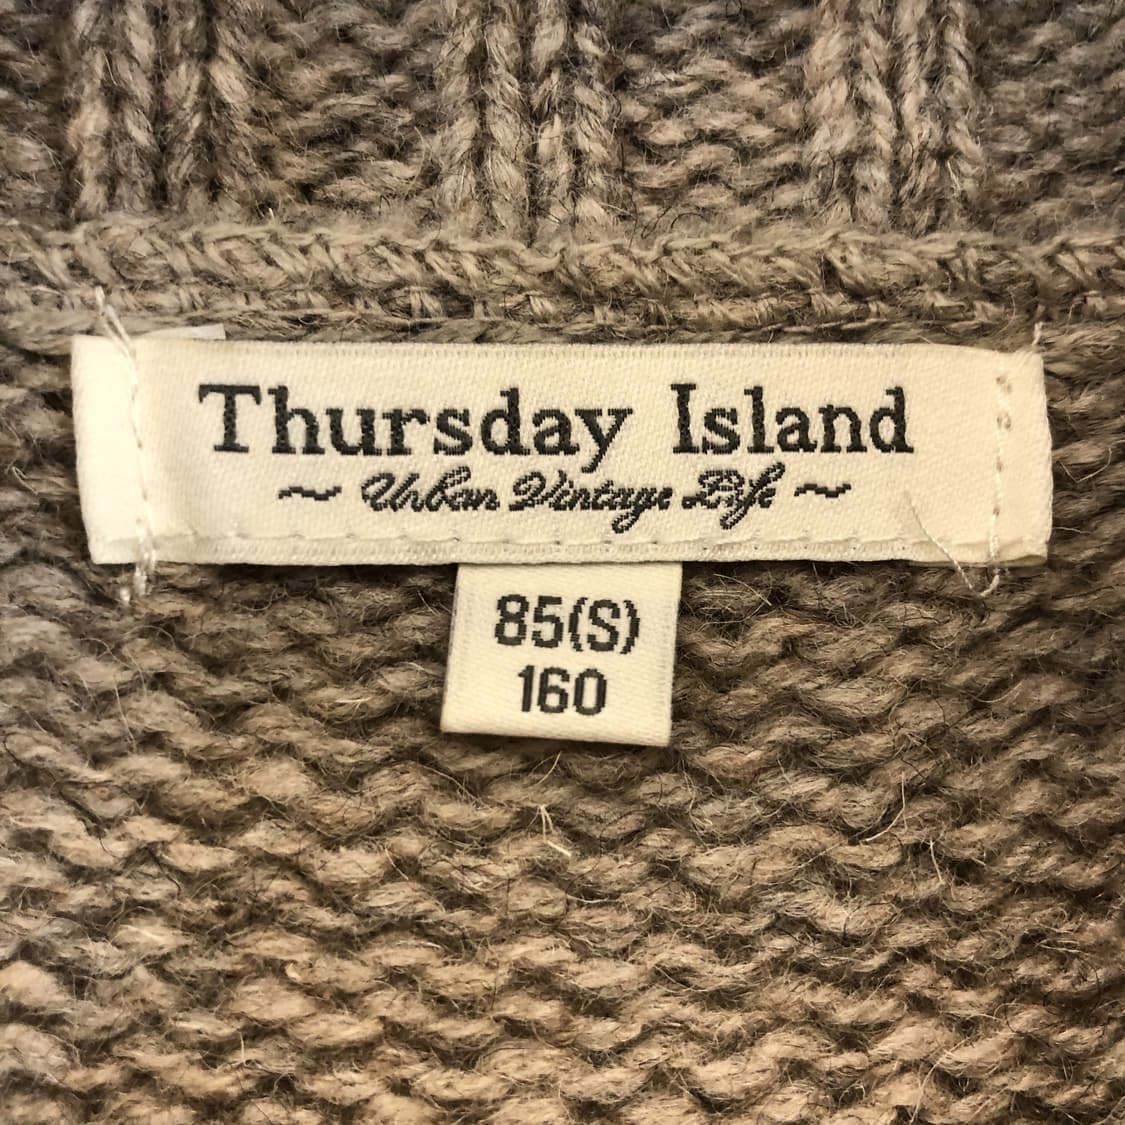 Thursday Island
~ Urban Vintage Life ~
85(S)
160